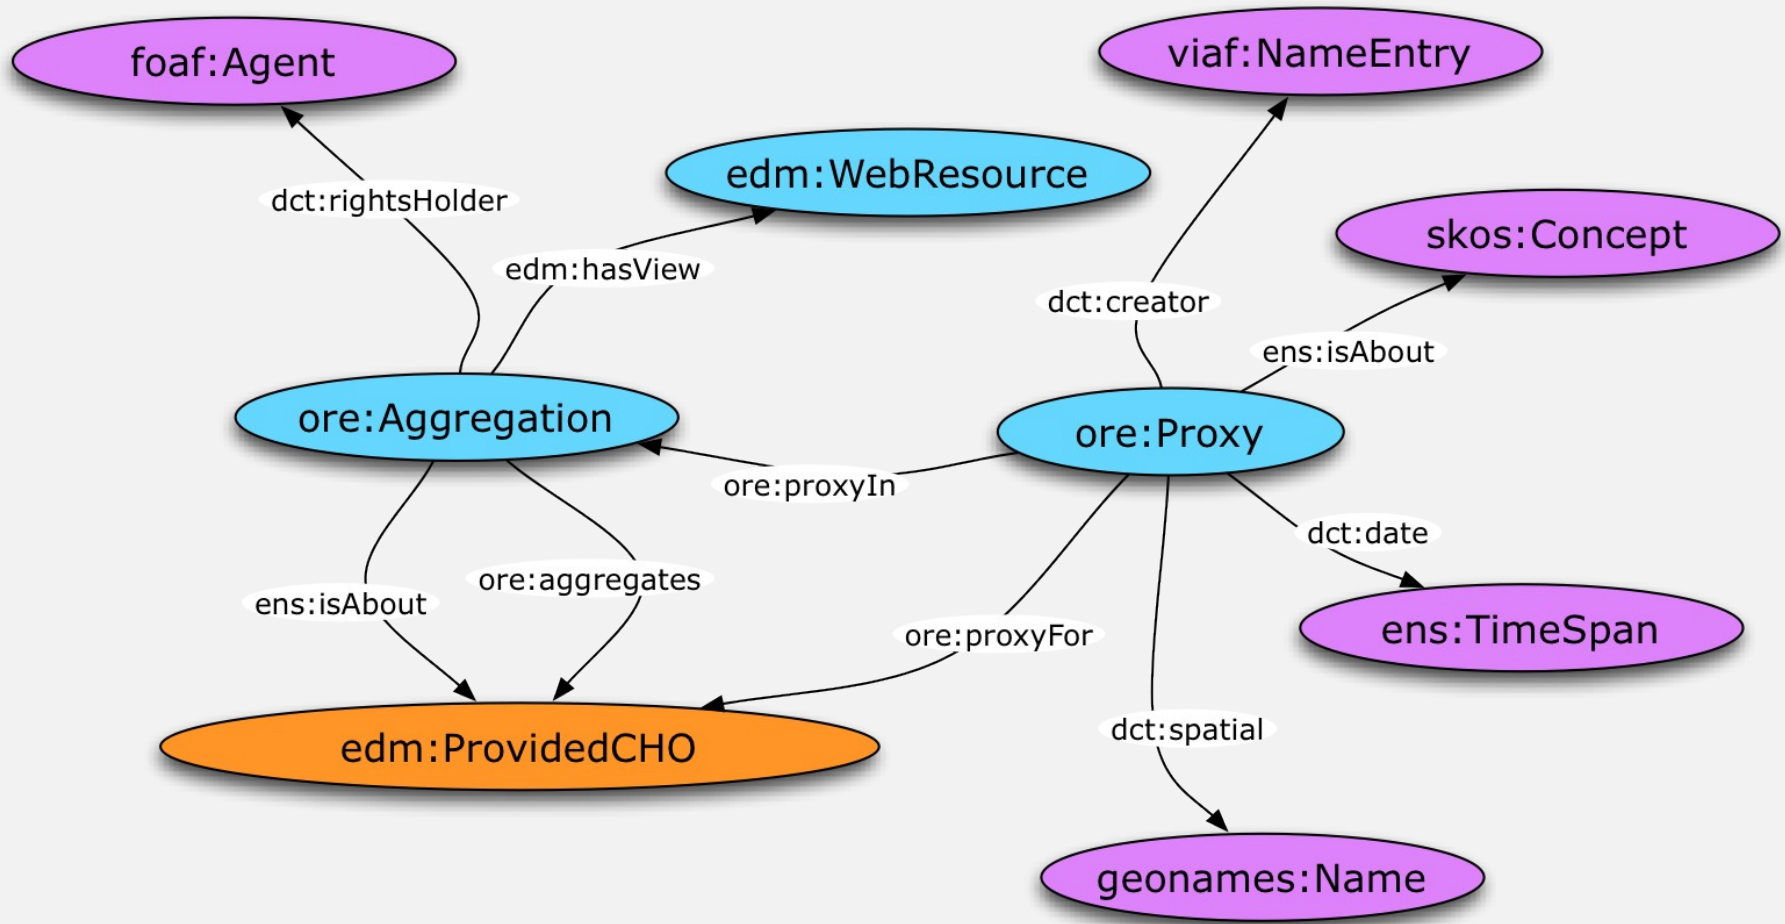 foaf:Agent
viaf:NameEntry
edm:WebResource
dct:rightsHolder
skos:Concept
edm:hasView
dct:creator
ens:isAbout
ore:Aggregation
ore:Proxy
ore:proxyIn
dct:date
ore:aggregates
ens:isAbout
ens:TimeSpan
ore:proxyFor
dct:spatial
edm:ProvidedCHO
geonames:Name